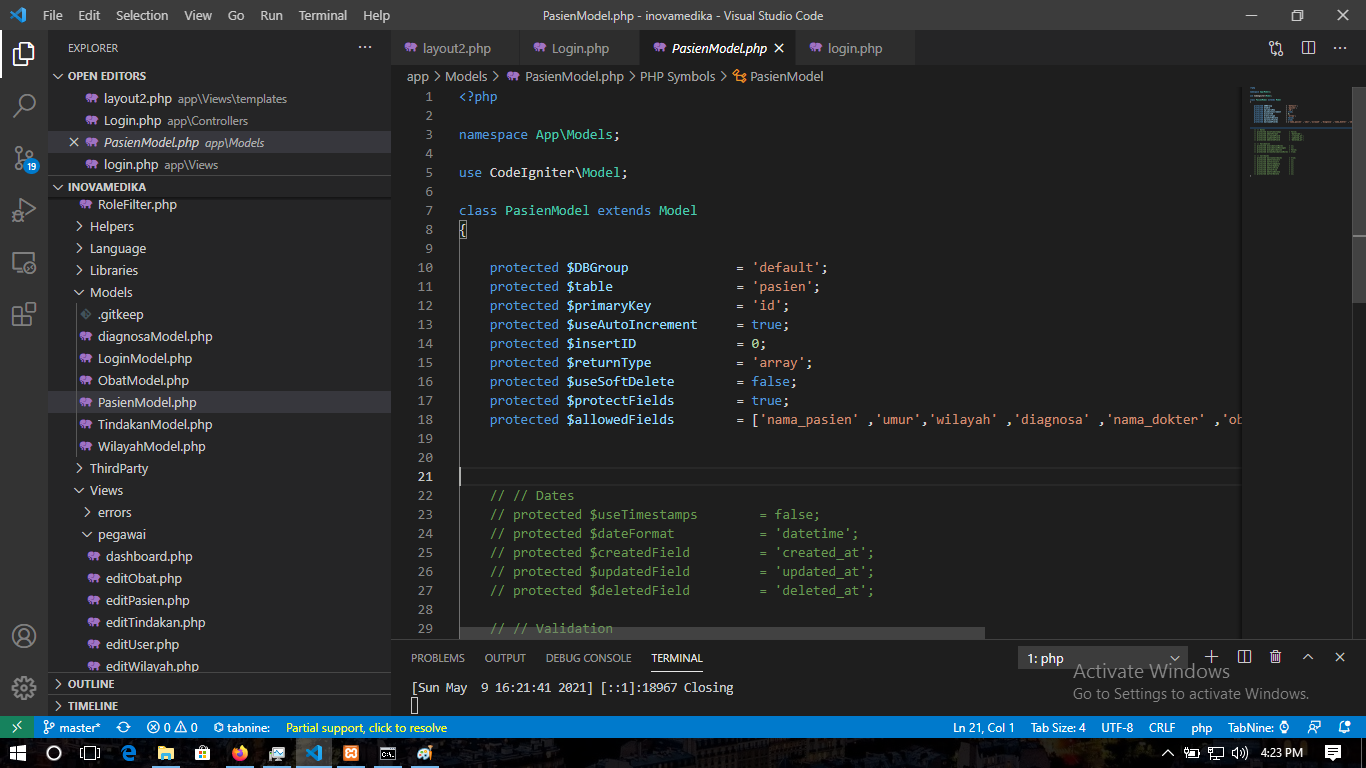 File Edit Selection View Go Run Terminal Help
PasienModel.php - inovamedika - Visual Studio Code
EXPLORER
OPEN EDITORS
layout2.php app\Views\templates
Login.php app\Controllers
PasienModel.php app\Models
login.php app\Views
INOVAMEDIKA
RoleFilter.php
Helpers
Language
Libraries
Models
.gitkeep
diagnosaModel.php
LoginModel.php
ObatModel.php
PasienModel.php
TindakanModel.php
WilayahModel.php
ThirdParty
Views
errors
pegawai
dashboard.php
editObat.php
editPasien.php
editTindakan.php
editUser.php
editWilayah.php
OUTLINE
TIMELINE
19
layout2.php Login.php PasienModel.php login.php
app > Models > PasienModel.php > PHP Symbols > PasienModel
1 <?php
2
3 namespace App\Models;
4
5 use CodeIgniter\Model;
6
7 class PasienModel extends Model
8 {
9
10 protected $DBGroup = 'default';
11 protected $table = 'pasien';
12 protected $primaryKey = 'id';
13 protected $useAutoIncrement = true;
14 protected $insertID = 0;
15 protected $returnType = 'array';
16 protected $useSoftDelete = false;
17 protected $protectFields = true;
18 protected $allowedFields = ['nama_pasien' ,'umur','wilayah' ,'diagnosa' ,'nama_dokter' ,'ob
19
20
21
22 // // Dates
23 // protected $useTimestamps = false;
24 // protected $dateFormat = 'datetime';
25 // protected $createdField = 'created_at';
26 // protected $updatedField = 'updated_at';
27 // protected $deletedField = 'deleted_at';
28
29 // // Validation
PROBLEMS OUTPUT DEBUG CONSOLE TERMINAL
1: php
[Sun May  9 16:21:41 2021] [::1]:18967 Closing
Activate Windows
Go to Settings to activate Windows.
master* 0 0 tabnine: Partial support, click to resolve
Ln 21, Col 1 Tab Size: 4 UTF-8 CRLF php TabNine:
4:23 PM